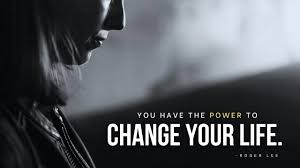 YOU HAVE THE POWER TO
CHANGE YOUR LIFE.
- ROGER LEE